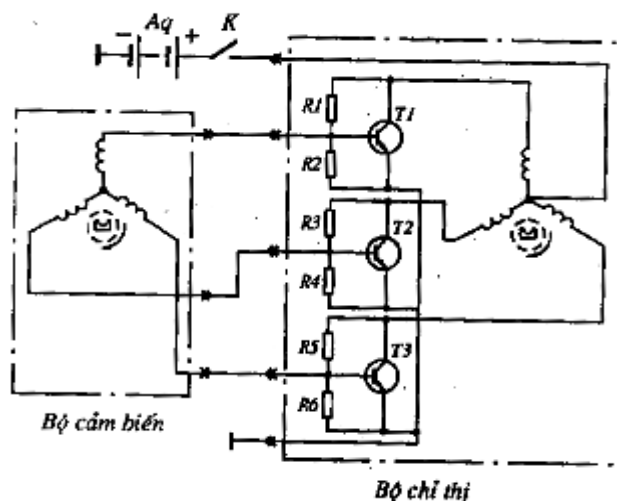 − Aq + K
R1
T1
R2
R3
T2
R4
R5
T3
R6
Bộ cảm biến
Bộ chỉ thị